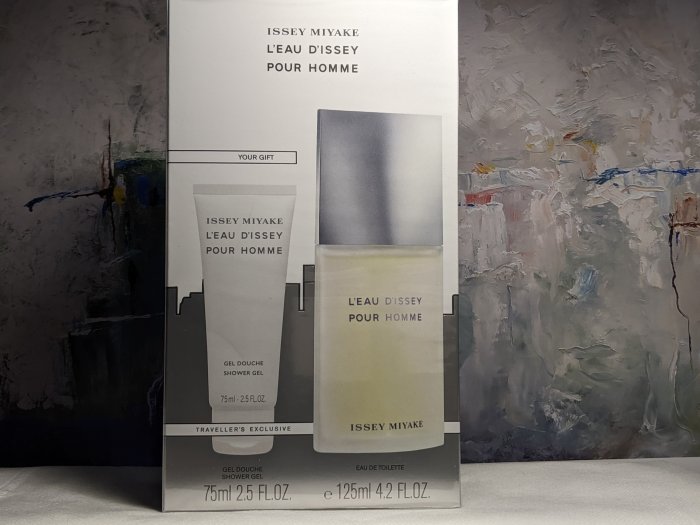 ISSEY MIYAKE
L'EAU D'ISSEY
POUR HOMME
YOUR GIFT
ISSEY MIYAKE
L'EAU D'ISSEY
POUR HOMME
GEL DOUCHE
SHOWER GEL
75ml - 2.5 FL.OZ.
L'EAU D'ISSEY
POUR HOMME
ISSEY MIYAKE
TRAVELLER'S EXCLUSIVE
GEL DOUCHE
SHOWER GEL
75ml 2.5 FL.OZ.
EAU DE TOILETTE
e 125ml 4.2 FL.OZ.